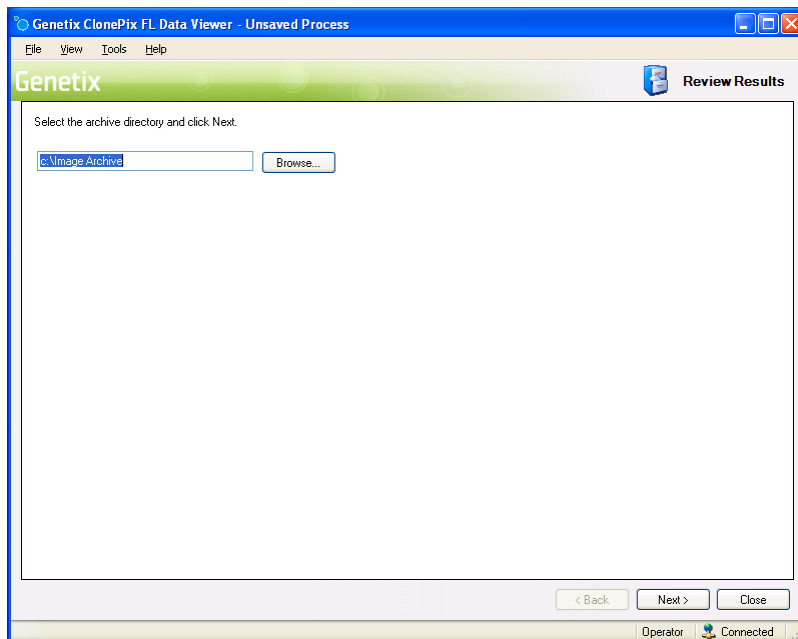 Genetix ClonePix FL Data Viewer - Unsaved Process
File View Tools Help
Genetix
Review Results
Select the archive directory and click Next.
c:\Image Archive
Browse...
< Back Next > Close
Operator Connected